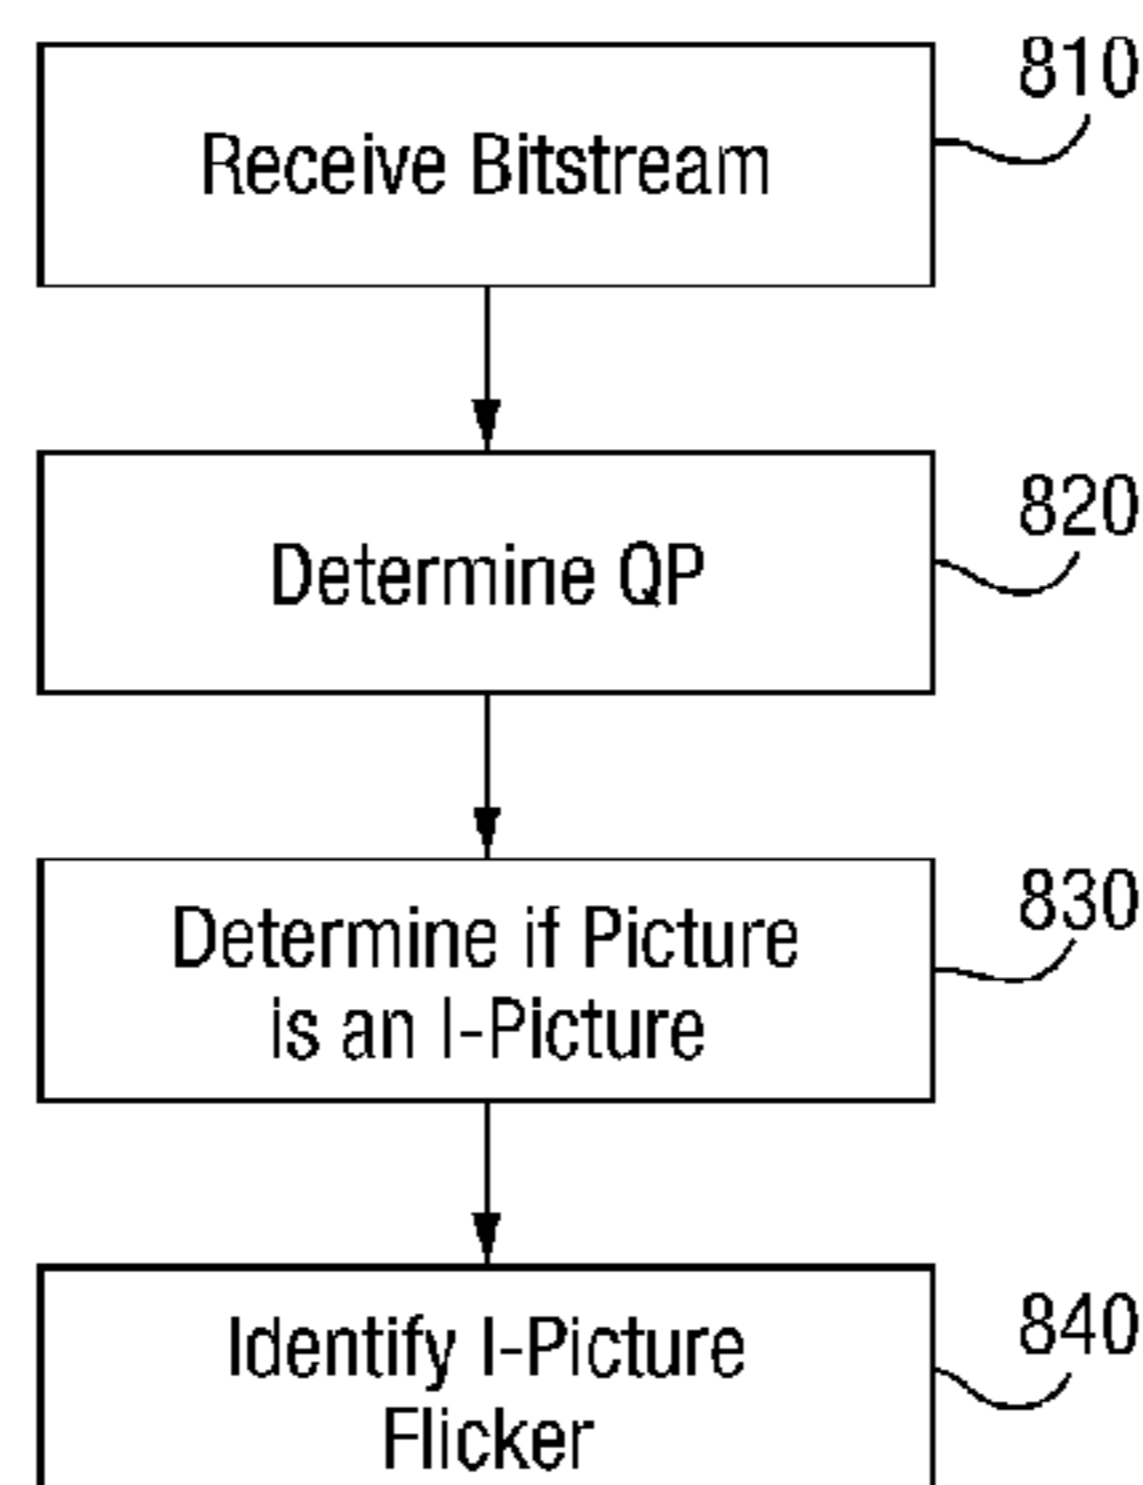 810
Receive Bitstream
820
Determine QP
830
Determine if Picture
is an I-Picture
840
Identify I-Picture
Flicker